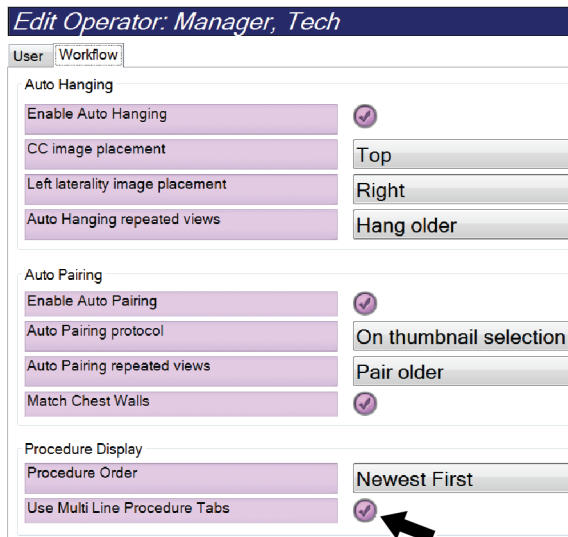 Edit Operator: Manager, Tech
User Workflow
Auto Hanging
Enable Auto Hanging
CC image placement Top
Left laterality image placement Right
Auto Hanging repeated views Hang older
Auto Pairing
Enable Auto Pairing
Auto Pairing protocol On thumbnail selection
Auto Pairing repeated views Pair older
Match Chest Walls
Procedure Display
Procedure Order Newest First
Use Multi Line Procedure Tabs